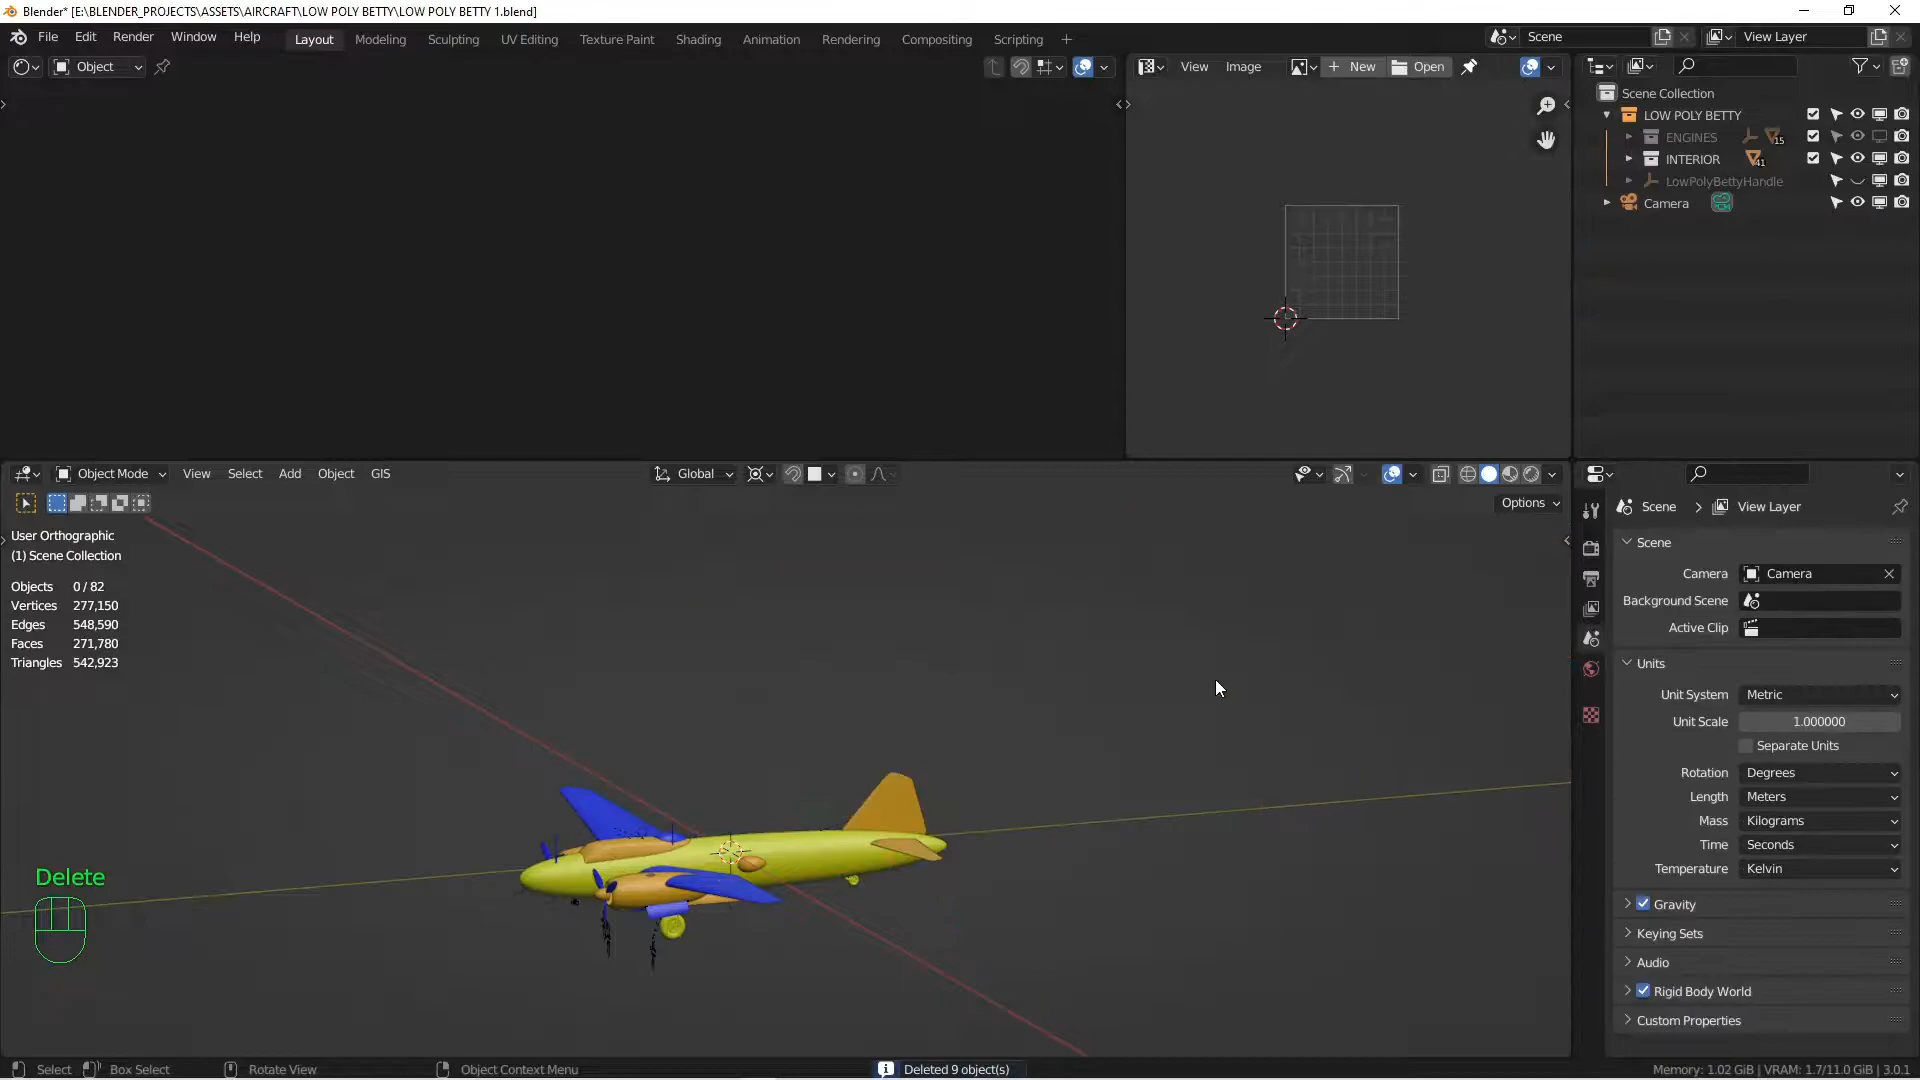 Blender* [E:\BLENDER_PROJECTS\ASSETS\AIRCRAFT\LOW POLY BETTY\LOW POLY BETTY 1.blend]
File Edit Render Window Help Layout Modeling Sculpting UV Editing Texture Paint Shading Animation Rendering Compositing Scripting + Scene View Layer
Object View Image + New Open
Scene Collection
LOW POLY BETTY
ENGINES 15
INTERIOR 41
LowPolyBettyHandle
Camera
Object Mode View Select Add Object GIS Global
Options
Scene > View Layer
User Orthographic
(1) Scene Collection
Objects 0 / 82
Vertices 277,150
Edges 548,590
Faces 271,780
Triangles 542,923
Scene
Camera Camera
Background Scene
Active Clip
Units
Unit System Metric
Unit Scale 1.000000
Separate Units
Rotation Degrees
Length Meters
Mass Kilograms
Time Seconds
Temperature Kelvin
Gravity
Keying Sets
Audio
Rigid Body World
Custom Properties
Delete
Select Box Select Rotate View Object Context Menu Deleted 9 object(s) Memory: 1.02 GiB | VRAM: 1.7/11.0 GiB | 3.0.1